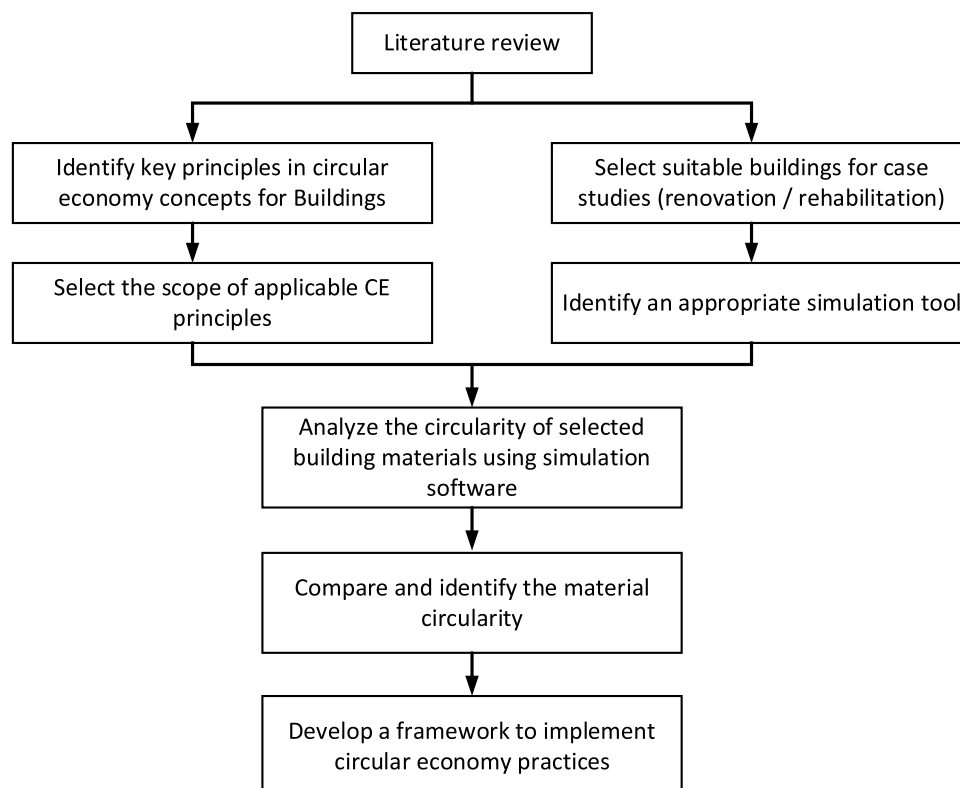 Literature review
Identify key principles in circular
economy concepts for Buildings
Select suitable buildings for case
studies (renovation / rehabilitation)
Select the scope of applicable CE
principles
Identify an appropriate simulation tool
Analyze the circularity of selected
building materials using simulation
software
Compare and identify the material
circularity
Develop a framework to implement
circular economy practices